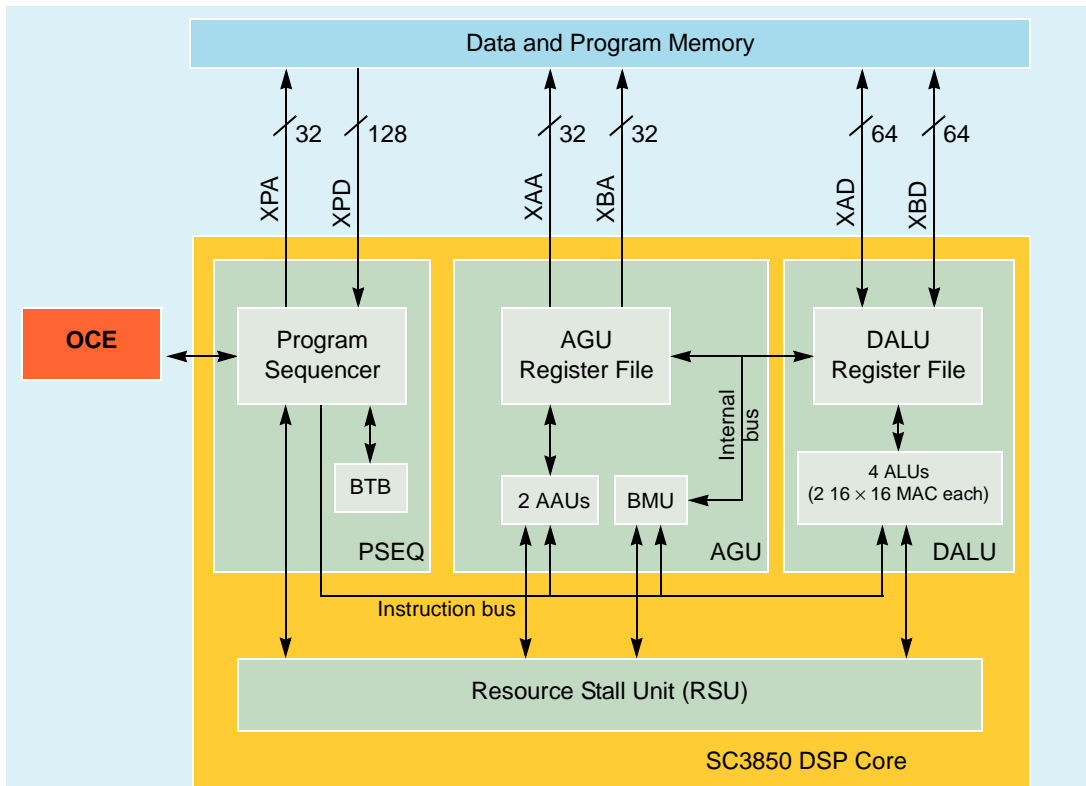 Data and Program Memory
32
128
32
32
64
64
XPA
XPD
XAA
XBA
XAD
XBD
OCE
Program
Sequencer
AGU
Register File
DALU
Register File
Internal
bus
BTB
2 AAUs
BMU
4 ALUs
(2 16 × 16 MAC each)
PSEQ
AGU
DALU
Instruction bus
Resource Stall Unit (RSU)
SC3850 DSP Core